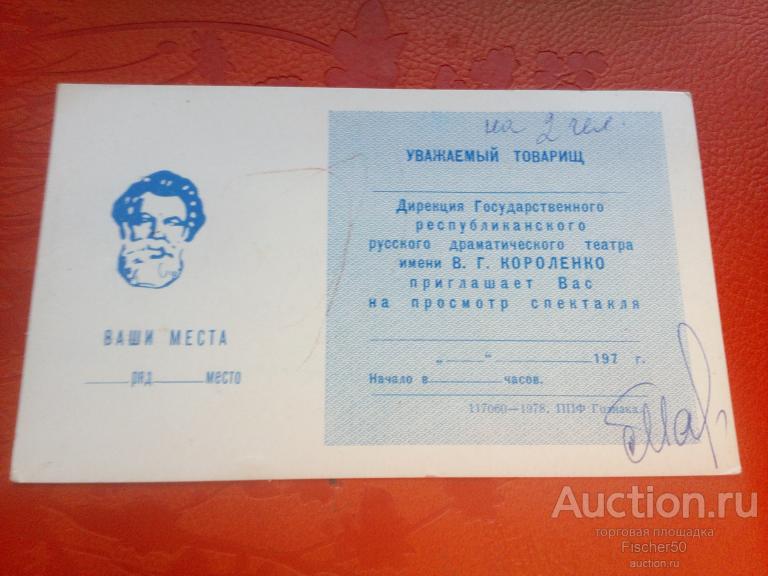 ВАШИ МЕСТА
ряд место
на 2 чел.
УВАЖАЕМЫЙ ТОВАРИЩ
Дирекция Государственного
республиканского
русского драматического театра
имени В. Г. КОРОЛЕНКО
приглашает Вас
на просмотр спектакля
„ “ 197 г.
Начало в часов.
117060—1978. ППФ Гознака.
Auction.ru
торговая площадка
Fischer50
auction.ru